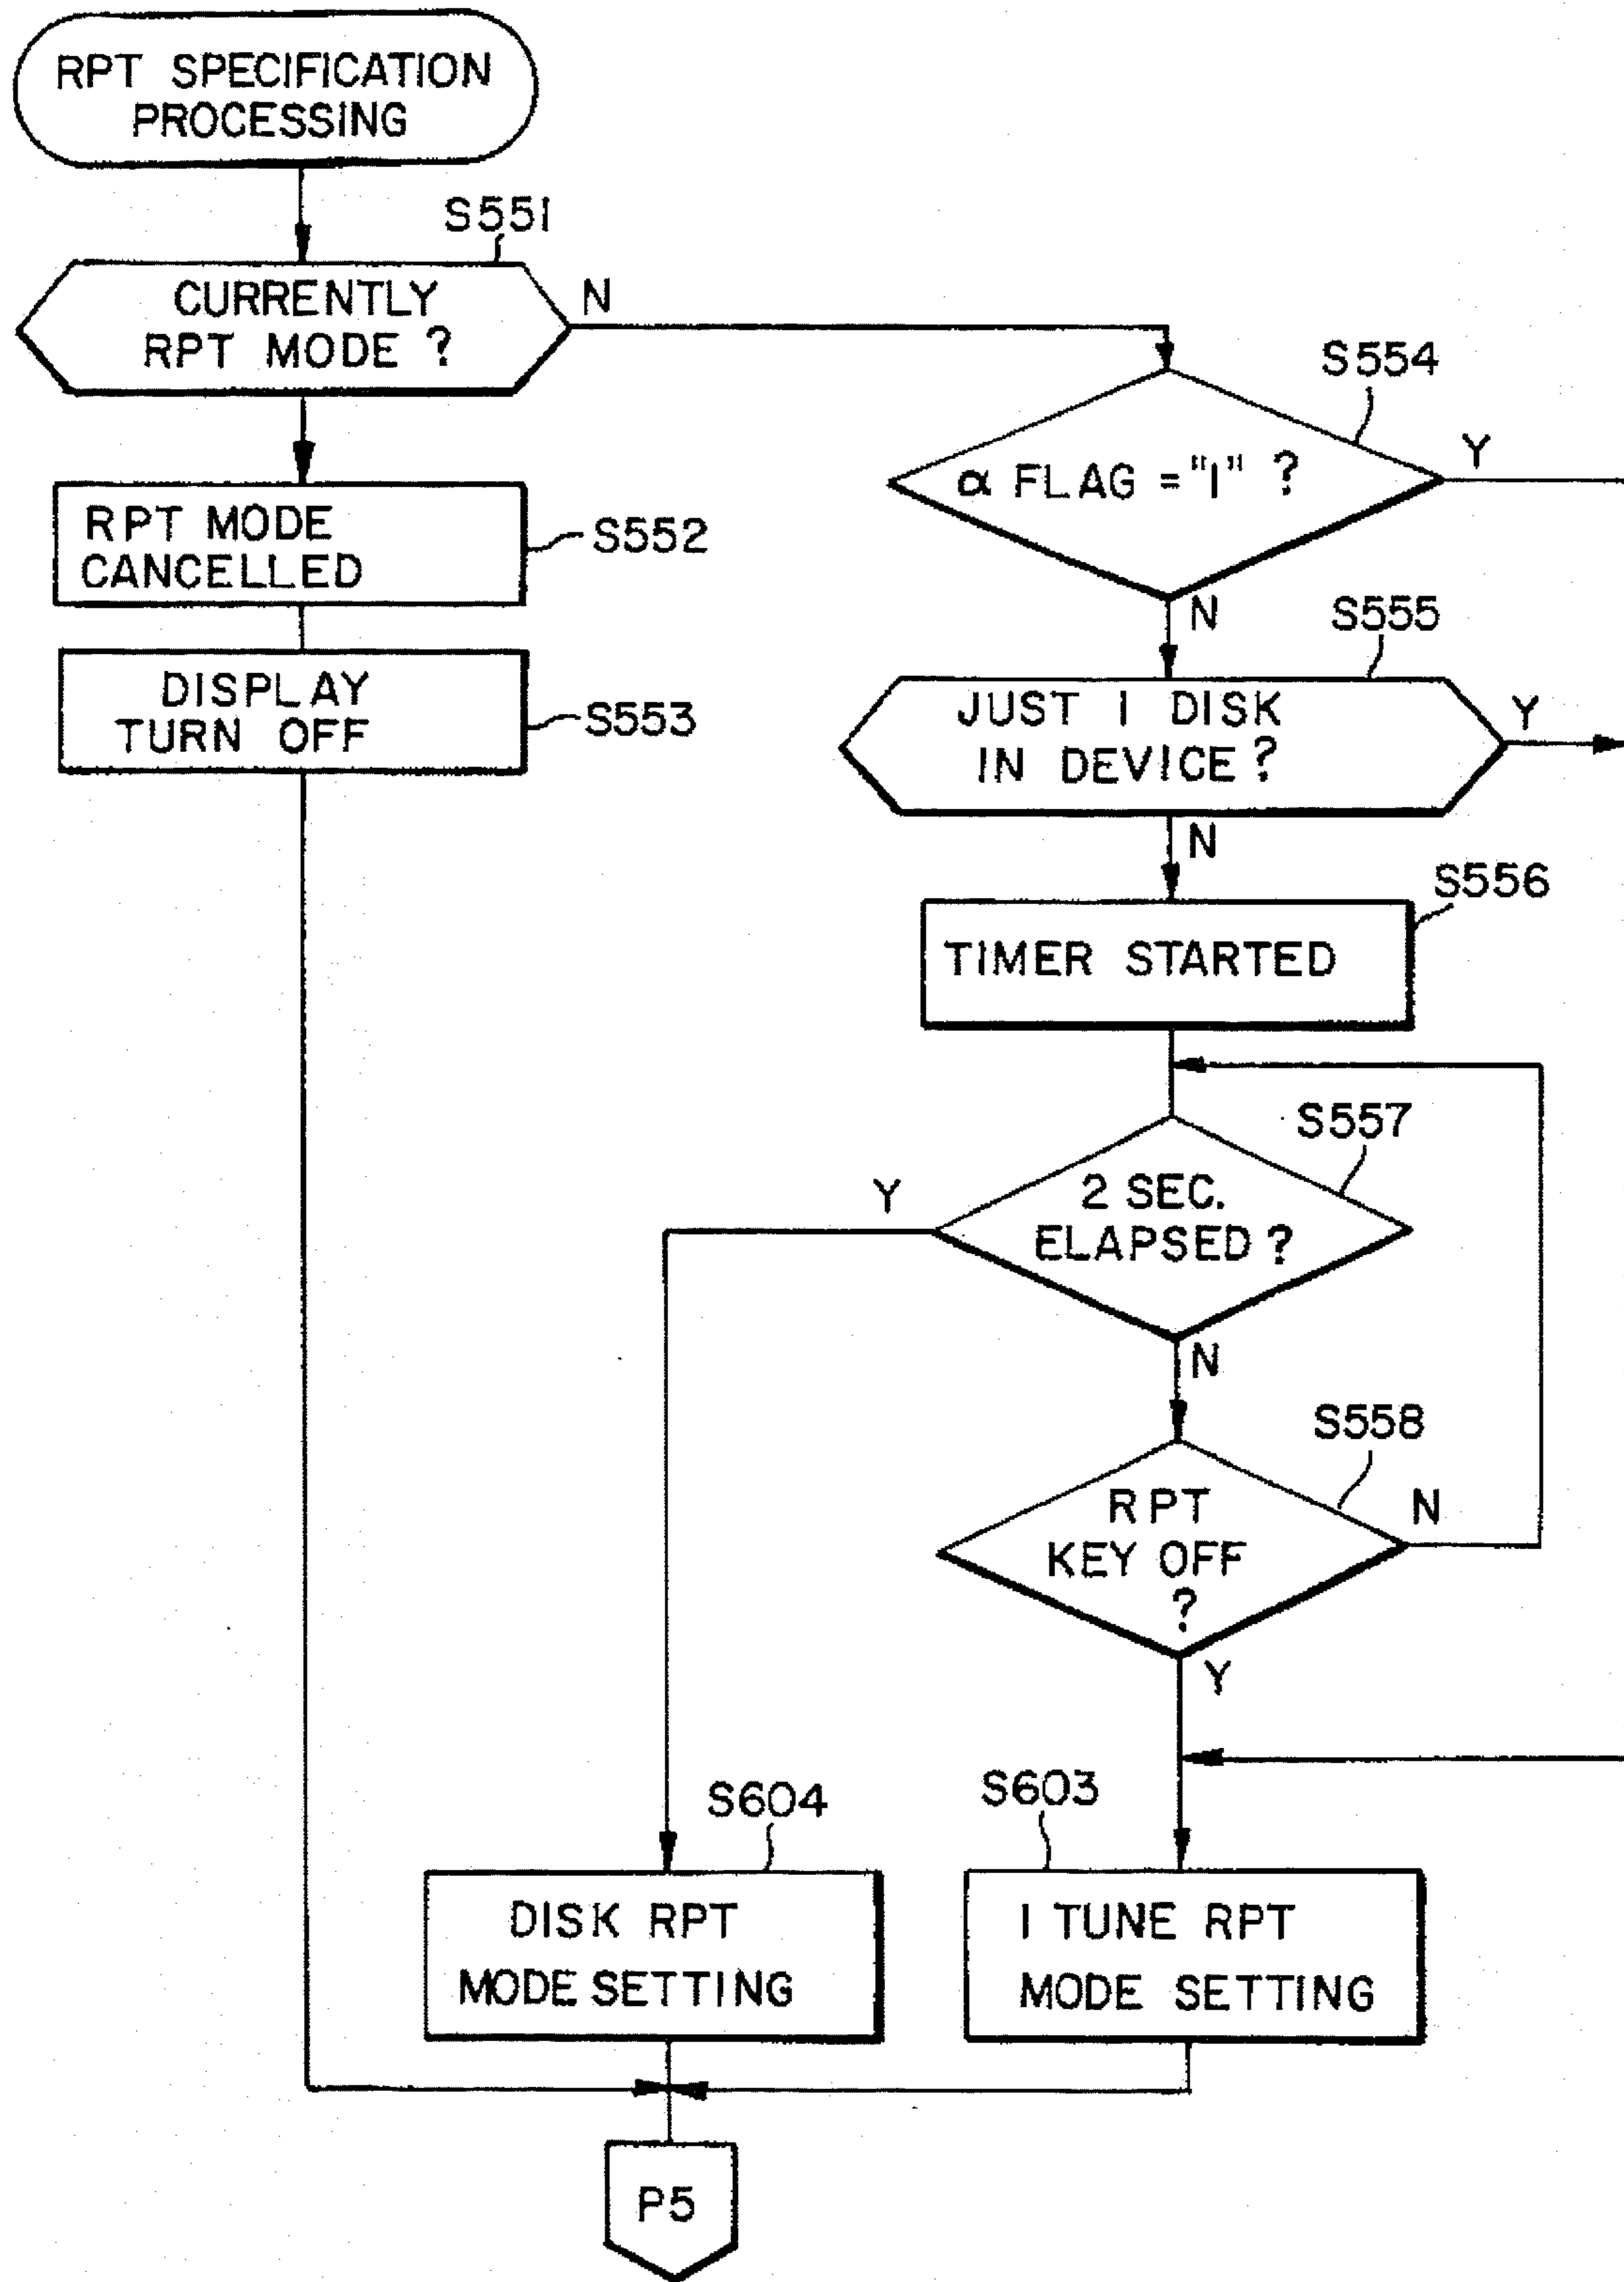 RPT SPECIFICATION
PROCESSING
S551
CURRENTLY
RPT MODE ?
N
S554
α FLAG = "1" ?
Y
N
RPT MODE
CANCELLED
S552
S555
JUST 1 DISK
IN DEVICE ?
Y
N
DISPLAY
TURN OFF
S553
S556
TIMER STARTED
S557
2 SEC.
ELAPSED ?
Y
N
S558
RPT
KEY OFF
?
N
Y
S604
DISK RPT
MODE SETTING
S603
1 TUNE RPT
MODE SETTING
P5